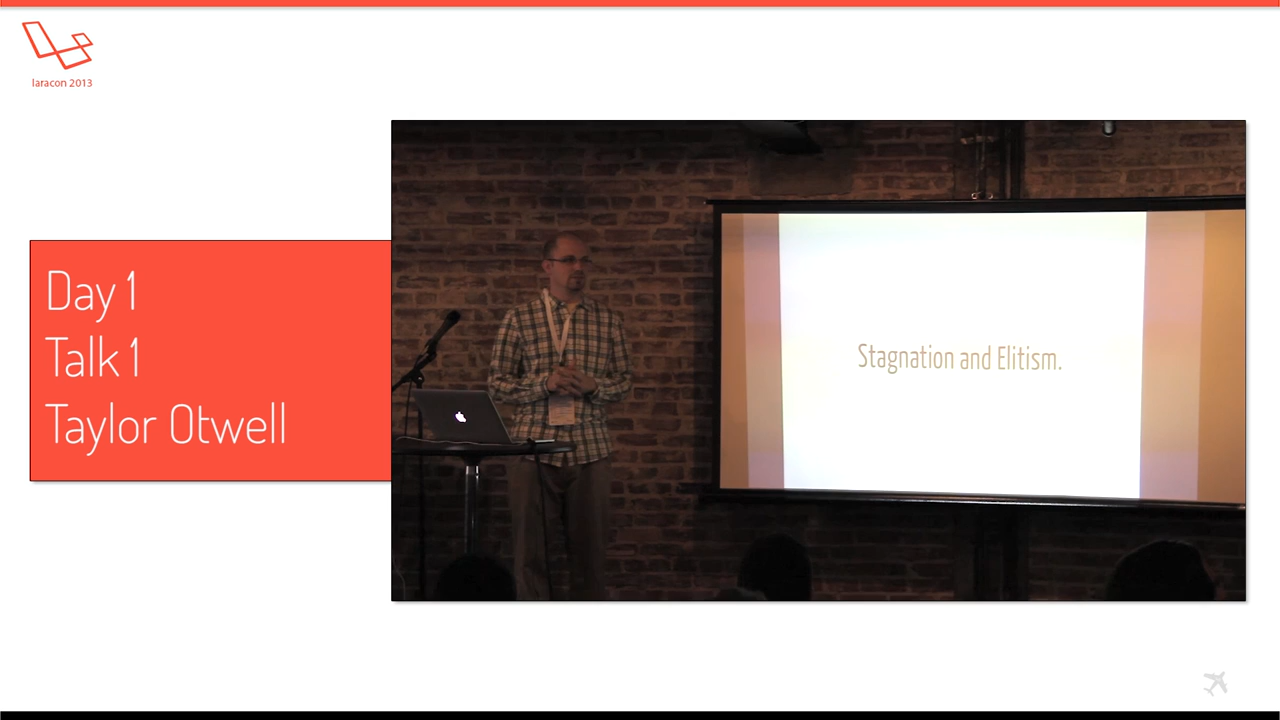 laracon 2013
Day 1
Talk 1
Taylor Otwell
Stagnation and Elitism.